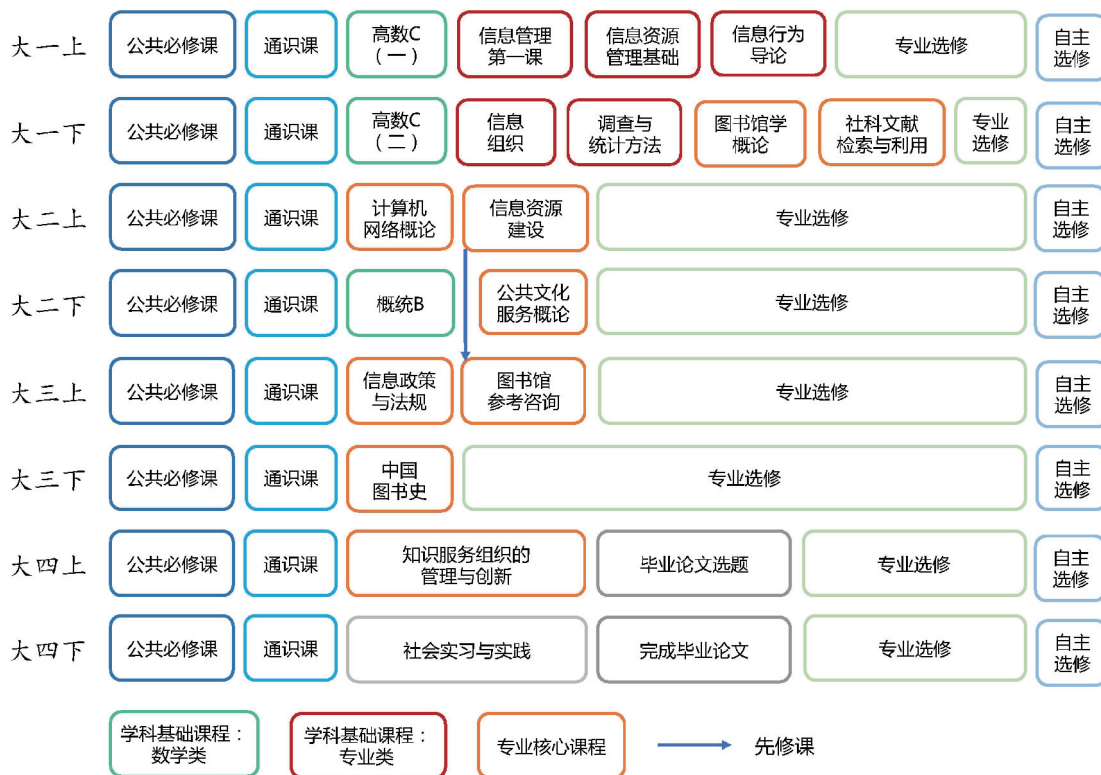 大一上
公共必修课
通识课
高数C
（一）
信息管理
第一课
信息资源
管理基础
信息行为
导论
专业选修
自主
选修
大一下
公共必修课
通识课
高数C
（二）
信息
组织
调查与
统计方法
图书馆学
概论
社科文献
检索与利用
专业
选修
自主
选修
大二上
公共必修课
通识课
计算机
网络概论
信息资源
建设
专业选修
自主
选修
大二下
公共必修课
通识课
概统B
公共文化
服务概论
专业选修
自主
选修
大三上
公共必修课
通识课
信息政策
与法规
图书馆
参考咨询
专业选修
自主
选修
大三下
公共必修课
通识课
中国
图书史
专业选修
自主
选修
大四上
公共必修课
通识课
知识服务组织的
管理与创新
毕业论文选题
专业选修
自主
选修
大四下
公共必修课
通识课
社会实习与实践
完成毕业论文
专业选修
自主
选修
学科基础课程：
数学类
学科基础课程：
专业类
专业核心课程
先修课